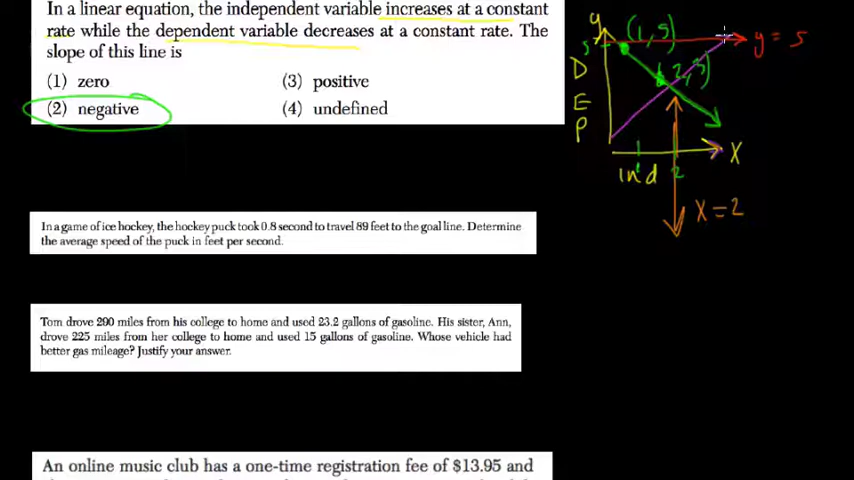 In a linear equation, the independent variable increases at a constant
rate while the dependent variable decreases at a constant rate. The
slope of this line is
(1) zero
(3) positive
(2) negative
(4) undefined
y
(1, 5)
5
y = 5
D
E
P
(2, 3)
X
1
2
ind
X = 2
In a game of ice hockey, the hockey puck took 0.8 second to travel 89 feet to the goal line. Determine
the average speed of the puck in feet per second.
Tom drove 290 miles from his college to home and used 23.2 gallons of gasoline. His sister, Ann,
drove 225 miles from her college to home and used 15 gallons of gasoline. Whose vehicle had
better gas mileage? Justify your answer.
An online music club has a one-time registration fee of $13.95 and